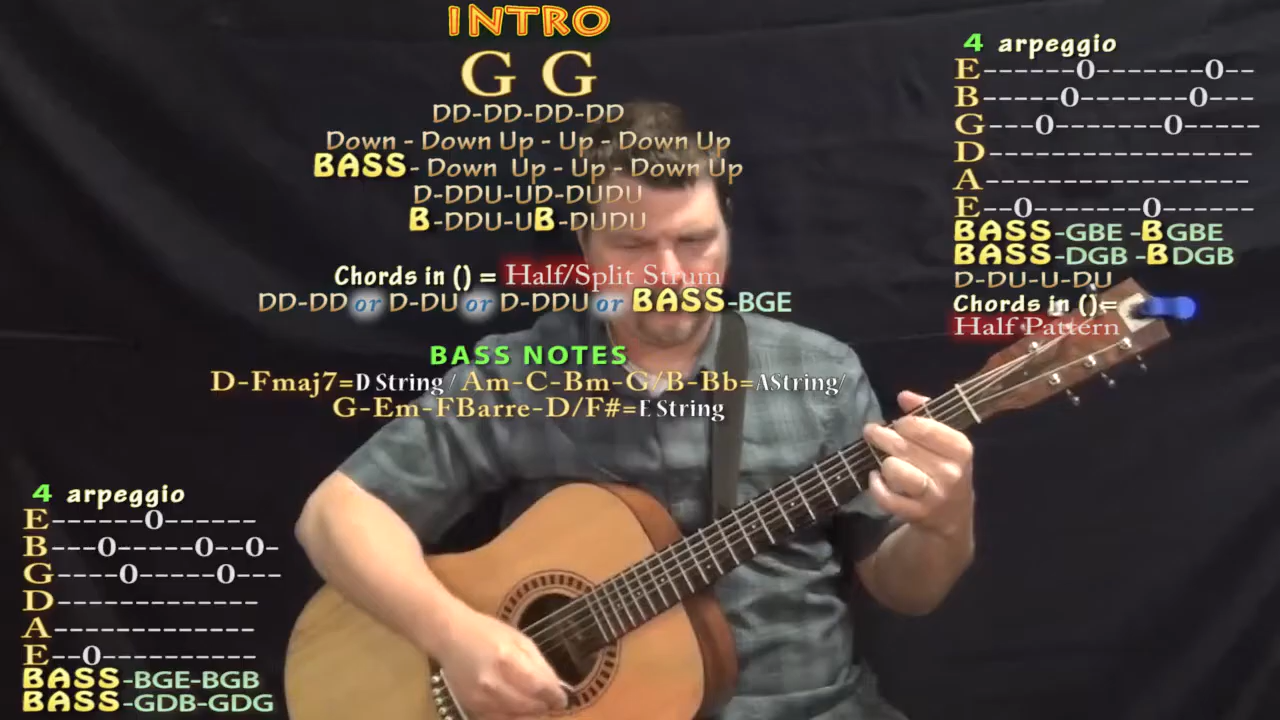 INTRO
G G
DD-DD-DD-DD
Down - Down Up - Up - Down Up
BASS - Down Up - Up - Down Up
D-DDU-UD-DUDU
B-DDU-UB-DUDU
Chords in () = Half/Split Strum
DD-DD or D-DU or D-DDU or BASS-BGE
BASS NOTES
D-Fmaj7=D String/ Am-C-Bm-G/B-Bb=AString/
G-Em-FBarre-D/F#=E String
4 arpeggio
E------0-------0--
B-----0-------0---
G---0-------0-----
D----------------
A----------------
E--0-------0------
BASS-GBE -BGBE
BASS-DGB -BDGB
D-DU-U-DU
Chords in ()=
Half Pattern
4 arpeggio
E------0------
B---0-----0--0-
G----0-----0---
D-------------
A-------------
E--0----------
BASS-BGE-BGB
BASS-GDB-GDG